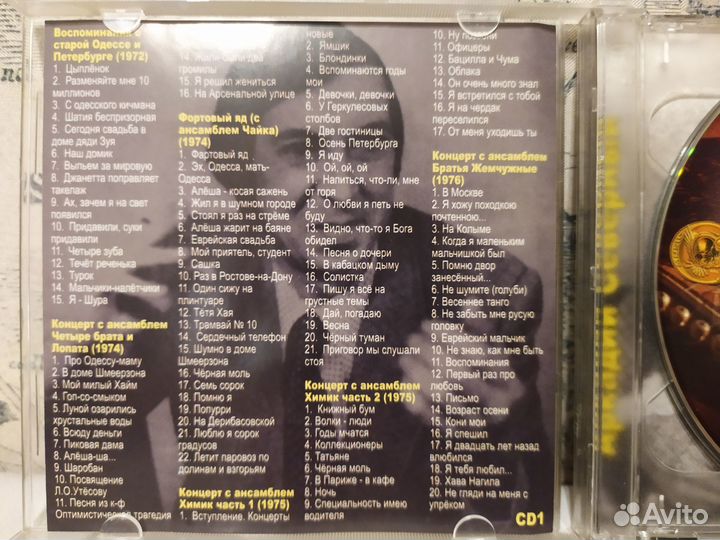 Воспоминания о
старой Одессе и
Петербурге (1972)
1. Цыплёнок
2. Разменяйте мне 10
миллионов
3. С одесского кичмана
4. Шатия беспризорная
5. Сегодня свадьба в
доме дяди Зуя
6. Наш домик
7. Выпьем за мировую
8. Джанетта поправляет
такелаж
9. Ах, зачем я на свет
появился
10. Придавили, суки
придавили
11. Четыре зуба
12. Течёт реченька
13. Турок
14. Мальчики-налётчики
15. Я - Шура
Концерт с ансамблем
Четыре брата и
Лопата (1974)
1. Про Одессу-маму
2. В доме Шмеерзона
3. Мой милый Хайм
4. Гоп-со-смыком
5. Луной озарились
хрустальные воды
6. Всюду деньги
7. Пиковая дама
8. Алёша-ша...
9. Шаробан
10. Посвящение
Л.О.Утёсову
11. Песня из к-ф
Оптимистическая трагедия
14. Жили-были два
громилы
15. Я решил жениться
16. На Арсенальной улице
Фортовый яд (с
ансамблем Чайка)
(1974)
1. Фартовый яд
2. Эх, Одесса, мать-
Одесса
3. Алёша - косая сажень
4. Жил я в шумном городе
5. Стоял я раз на стрёме
6. Алёша жарит на баяне
7. Еврейская свадьба
8. Мой приятель, студент
9. Сашка
10. Раз в Ростове-на-Дону
11. Один сижу на
плинтуаре
12. Тётя Хая
13. Трамвай № 10
14. Сердечный телефон
15. Шумно в доме
Шмеерзона
16. Чёрная моль
17. Семь сорок
18. Помню я
19. Попурри
20. На Дерибасовской
21. Люблю я сорок
градусов
22. Летит паровоз по
долинам и взгорьям
Концерт с ансамблем
Химик часть 1 (1975)
1. Вступление. Концерты
новые
2. Ямщик
3. Блондинки
4. Вспоминаются годы
мои
5. Девочки, девочки
6. У Геркулесовых
столбов
7. Две гостиницы
8. Осень Петербурга
9. Я иду
10. Ой, ой, ой
11. Напиться, что-ли, мне
от горя
12. О любви я петь не
буду
13. Видно, что-то я Бога
обидел
14. Песня о дочери
15. В кабацком дыму
16. Солистка
17. Пишу я всё на
грустные темы
18. Дай, погадаю
19. Весна
20. Чёрный туман
21. Приговор мы слушали
стоя
Концерт с ансамблем
Химик часть 2 (1975)
1. Книжный бум
2. Волки - люди
3. Годы мчатся
4. Коллекционеры
5. Татьяне
6. Чёрная моль
7. В Париже - в кафе
8. Ночь
9. Специальность имею
водителя
10. Ну позвони
11. Офицеры
12. Бацилла и Чума
13. Облака
14. Он очень много знал
15. Я встретился с тобой
16. Я на чердак
переселился
17. От меня уходишь ты
Концерт с ансамблем
Братья Жемчужные
(1976)
1. В Москве
2. Я хожу походкою
почтенною...
3. На Колыме
4. Когда я маленьким
мальчишкой был
5. Помню двор
занесённый...
6. Не шумите (голуби)
7. Весеннее танго
8. Не забыть мне русую
головку
9. Еврейский мальчик
10. Не знаю, как мне быть
11. Воспоминания
12. Первый раз про
любовь
13. Письмо
14. Возраст осени
15. Кони мои
16. Я спешил
17. Я двадцать лет назад
влюбился
18. Я тебя любил...
19. Хава Нагила
20. Не гляди на меня с
упрёком
CD1
Аркадий Северный
Avito